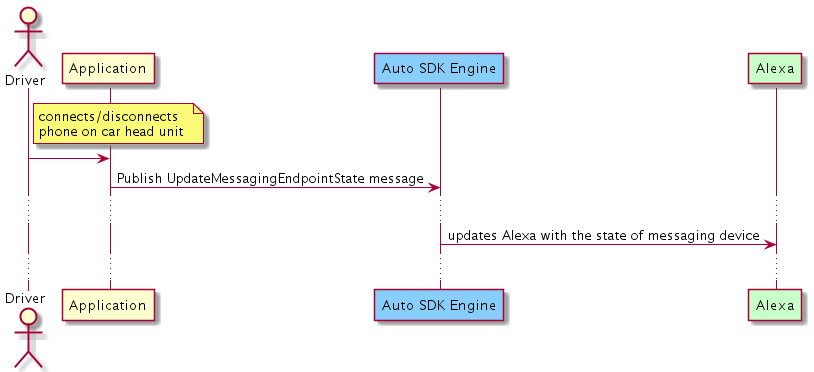 Driver
Application
Auto SDK Engine
Alexa
connects/disconnects
phone on car head unit
Publish UpdateMessagingEndpointState message
updates Alexa with the state of messaging device
Driver
Application
Auto SDK Engine
Alexa